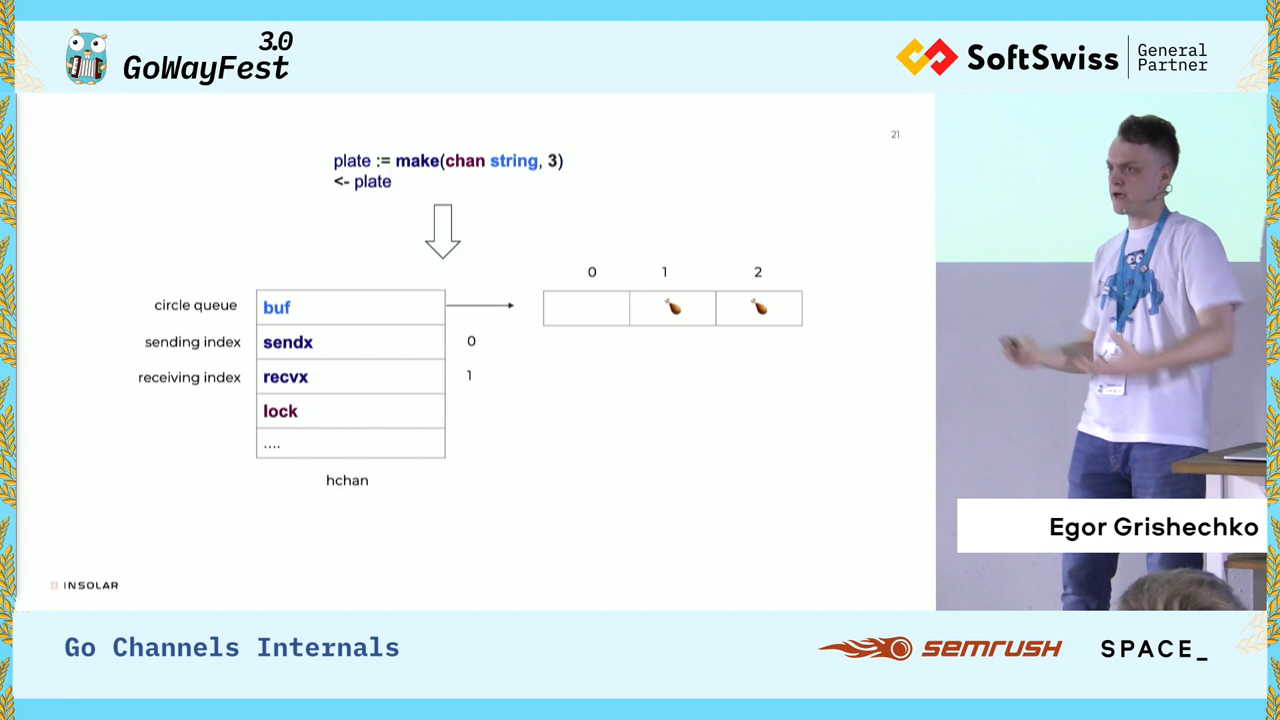 3.0
GoWayFest
SoftSwiss
General
Partner
21
plate := make(chan string, 3)
<- plate
0 1 2
circle queue buf
sending index sendx 0
receiving index recvx 1
lock
....
hchan
INSOLAR
Egor Grishechko
Go Channels Internals
semrush
SPACE_